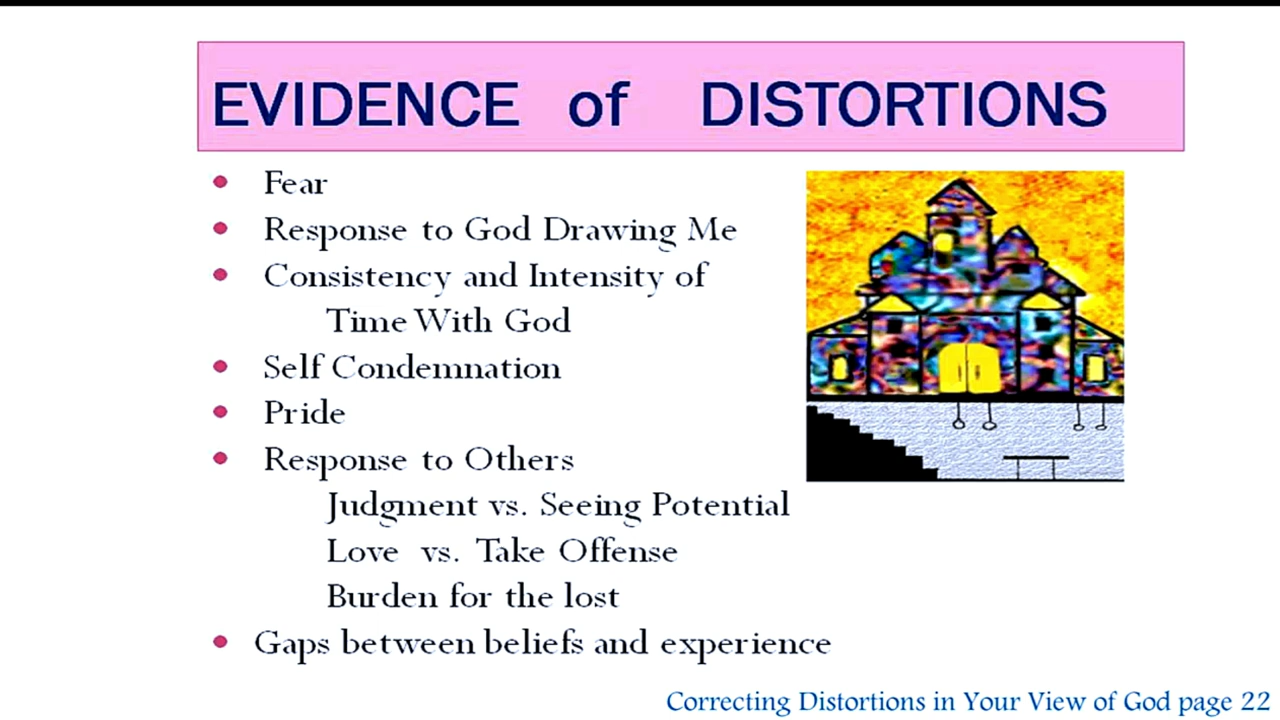 EVIDENCE of DISTORTIONS
Fear
Response to God Drawing Me
Consistency and Intensity of
Time With God
Self Condemnation
Pride
Response to Others
Judgment vs. Seeing Potential
Love vs. Take Offense
Burden for the lost
Gaps between beliefs and experience
Correcting Distortions in Your View of God page 22